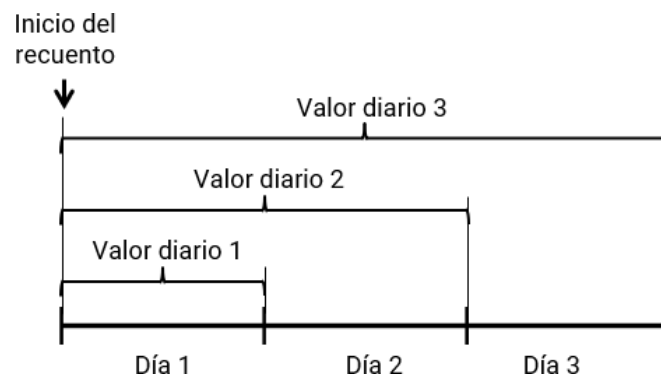 Inicio del
recuento
Valor diario 3
Valor diario 2
Valor diario 1
Día 1
Día 2
Día 3